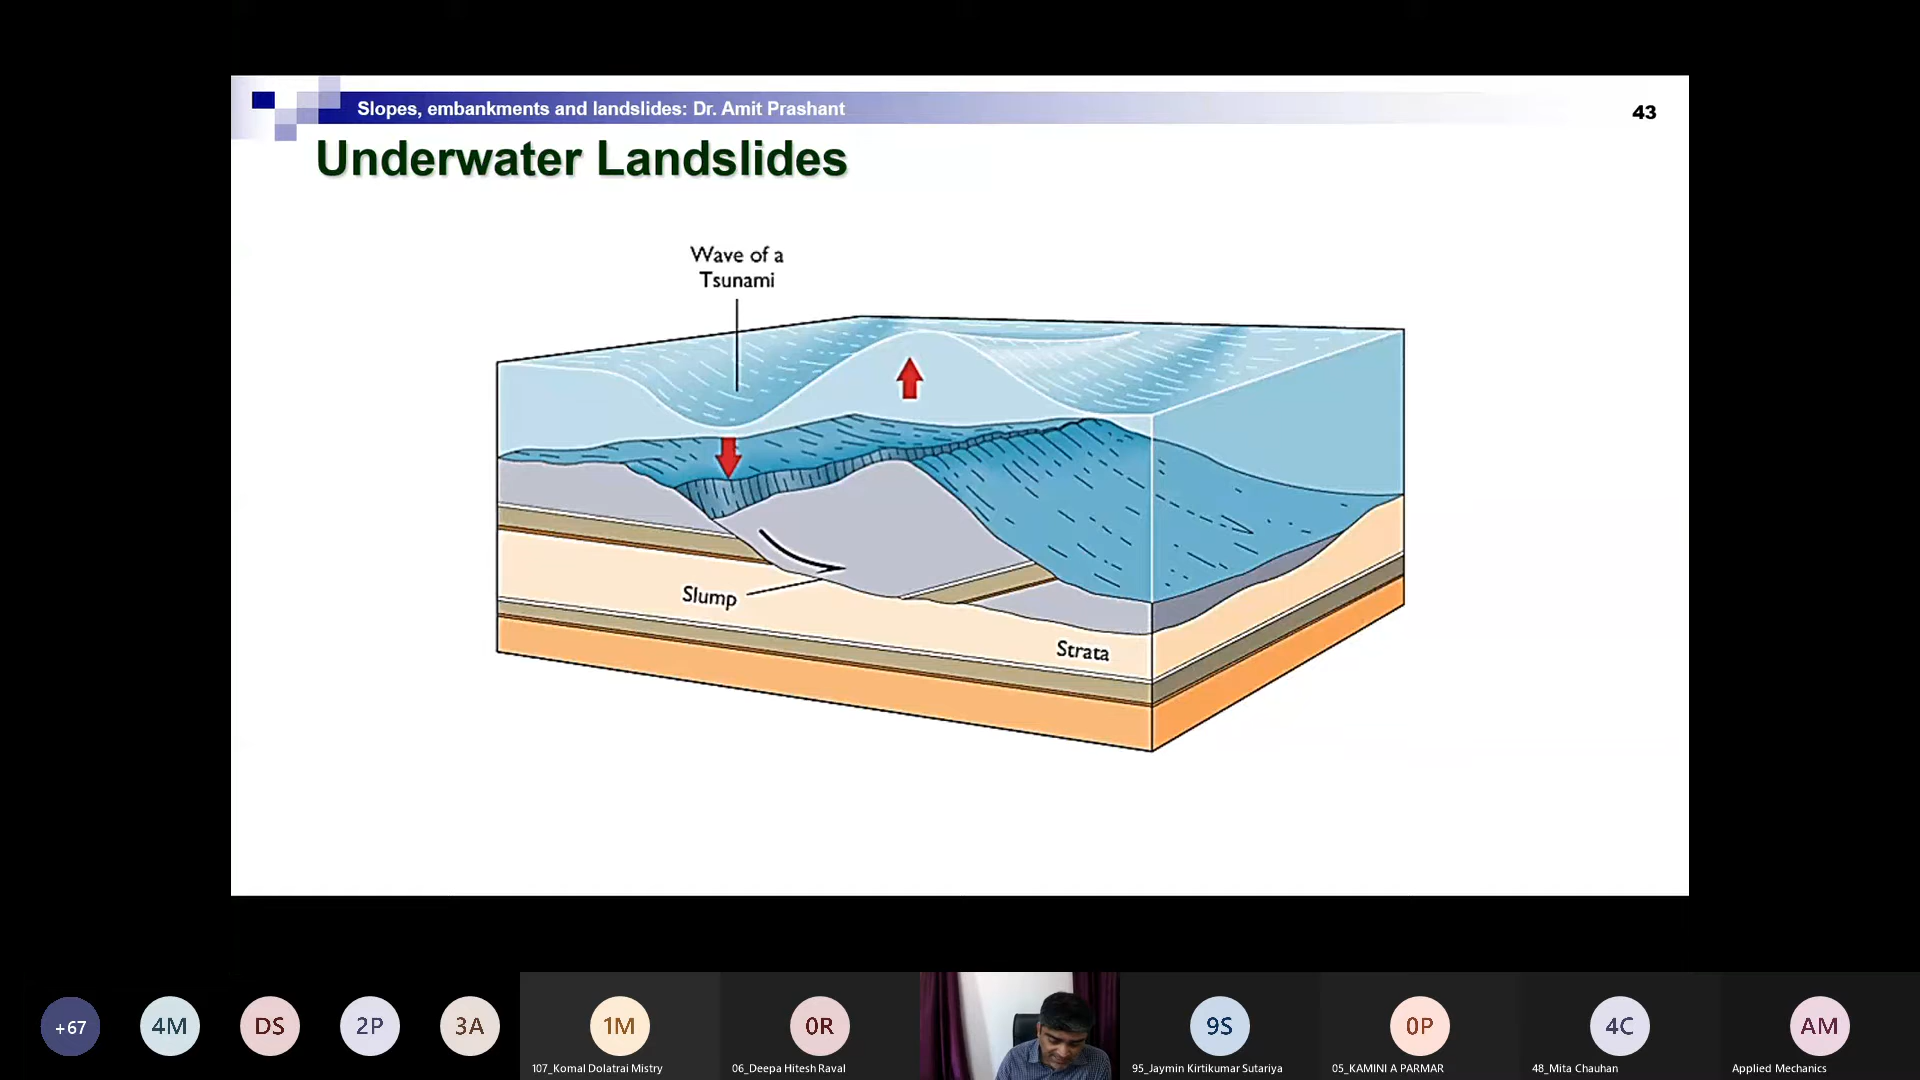 Slopes, embankments and landslides: Dr. Amit Prashant
43
Underwater Landslides
Wave of a
Tsunami
Slump
Strata
+67
4M
DS
2P
3A
1M
107_Komal Dolatrai Mistry
0R
06_Deepa Hitesh Raval
9S
95_Jaymin Kirtikumar Sutariya
0P
05_KAMINI A PARMAR
4C
48_Mita Chauhan
AM
Applied Mechanics